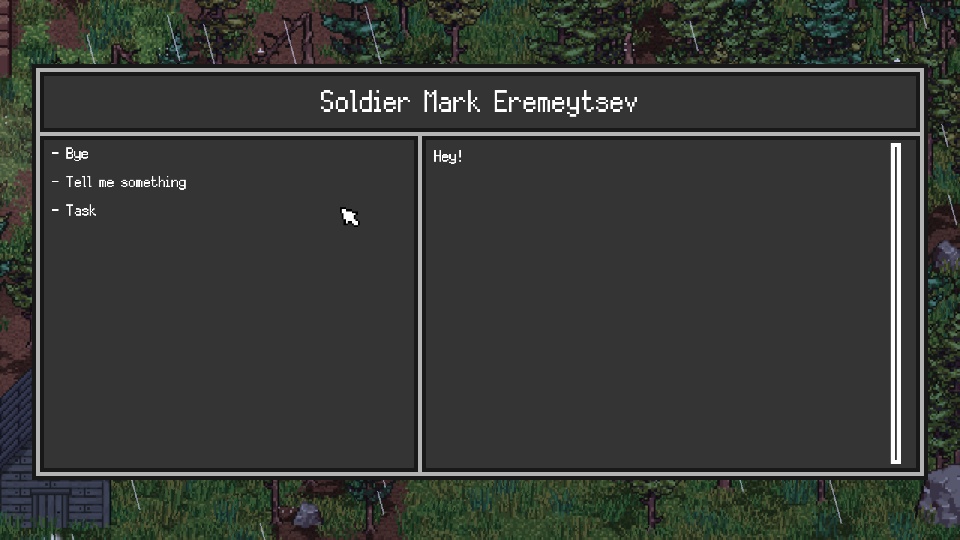 Soldier Mark Eremeytsev
- Bye
- Tell me something
- Task
Hey!